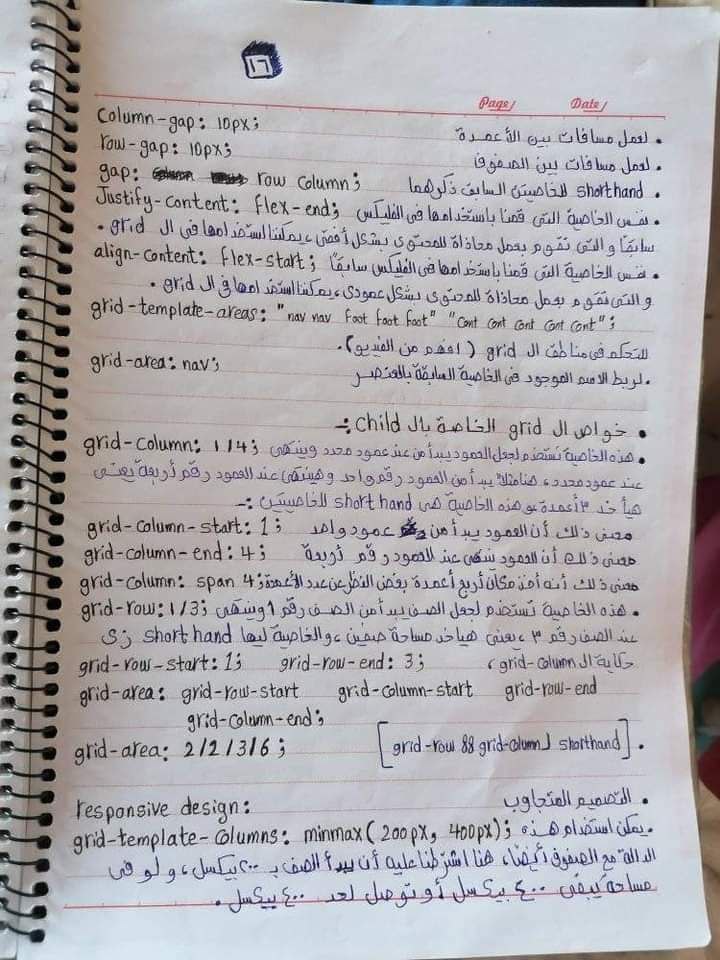 ١٦
Page/ Date/
Column-gap: 10px; • لعمل مسافات بين الأعمدة
row-gap: 10px; • لعمل مسافات بين الصفوف
gap: row column; • shorthand للخاصيتين السابق ذكرهما
Justify-content: flex-end; • نفس الخاصية التي قمنا باستخدامها في الفليكس
سابقا والتي تقوم بعمل محاذاة للمحتوى بشكل أفقي، يمكننا استخدامها في ال grid.
align-content: flex-start; • نفس الخاصية التي قمنا باستخدامها في الفليكس سابقًا
والتي تقوم بعمل محاذاة للمحتوى بشكل عمودي، يمكننا استخدامها في ال grid.
grid-template-areas: "nav nav foot foot foot" "cont cont cont cont cont";
للتحكم في مناطق ال grid (افهم من الفيديو).
grid-area: nav; • لربط الاسم الموجود في الخاصية السابقة بالعنصر
• خواص ال grid الخاصة بال child :-
grid-column: 1/4; • هذه الخاصية تستخدم لجعل العمود يبدأ من عند عمود محدد وينتهي
عند عمود محدد، هنا مثلا يبدأ من العمود رقم واحد وهينتهي عند العمود رقم أربعة يعني
هياخد ٣ أعمدة و هذه الخاصية هي short hand للخاصيتين :-
grid-column-start: 1; معنى ذلك أن العمود يبدأ من عمود واحد
grid-column-end: 4; معنى ذلك أن العمود ينتهي عند العمود رقم أربعة
grid-column: span 4; معنى ذلك أنه أخذ مكان أربع أعمدة بغض النظر عن عدد الأعمدة
grid-row: 1/3; • هذه الخاصية تستخدم لجعل الصف يبدأ من الصف رقم 1 وينتهي
عند الصف رقم ٣، يعني هياخد مساحة صفين، والخاصية ليها short hand زي
grid-row-start: 1; grid-row-end: 3; حكاية ال grid-column،
grid-area: grid-row-start grid-column-start grid-row-end
grid-column-end;
grid-area: 2/2/3/6; • [shorthand ل grid-row && grid-column]
responsive design: • التصميم المتجاوب
grid-template-columns: minmax(200px, 400px); • يمكن استخدام هذه
الدالة مع الصفوف أيضًا، هنا اشترطنا عليه أن يبدأ الصف بـ ٢٠٠ بيكسل، ولو في
مساحة يبقى ٤٠٠ بيكسل أو توصل لحد ٤٠٠ بيكسل.